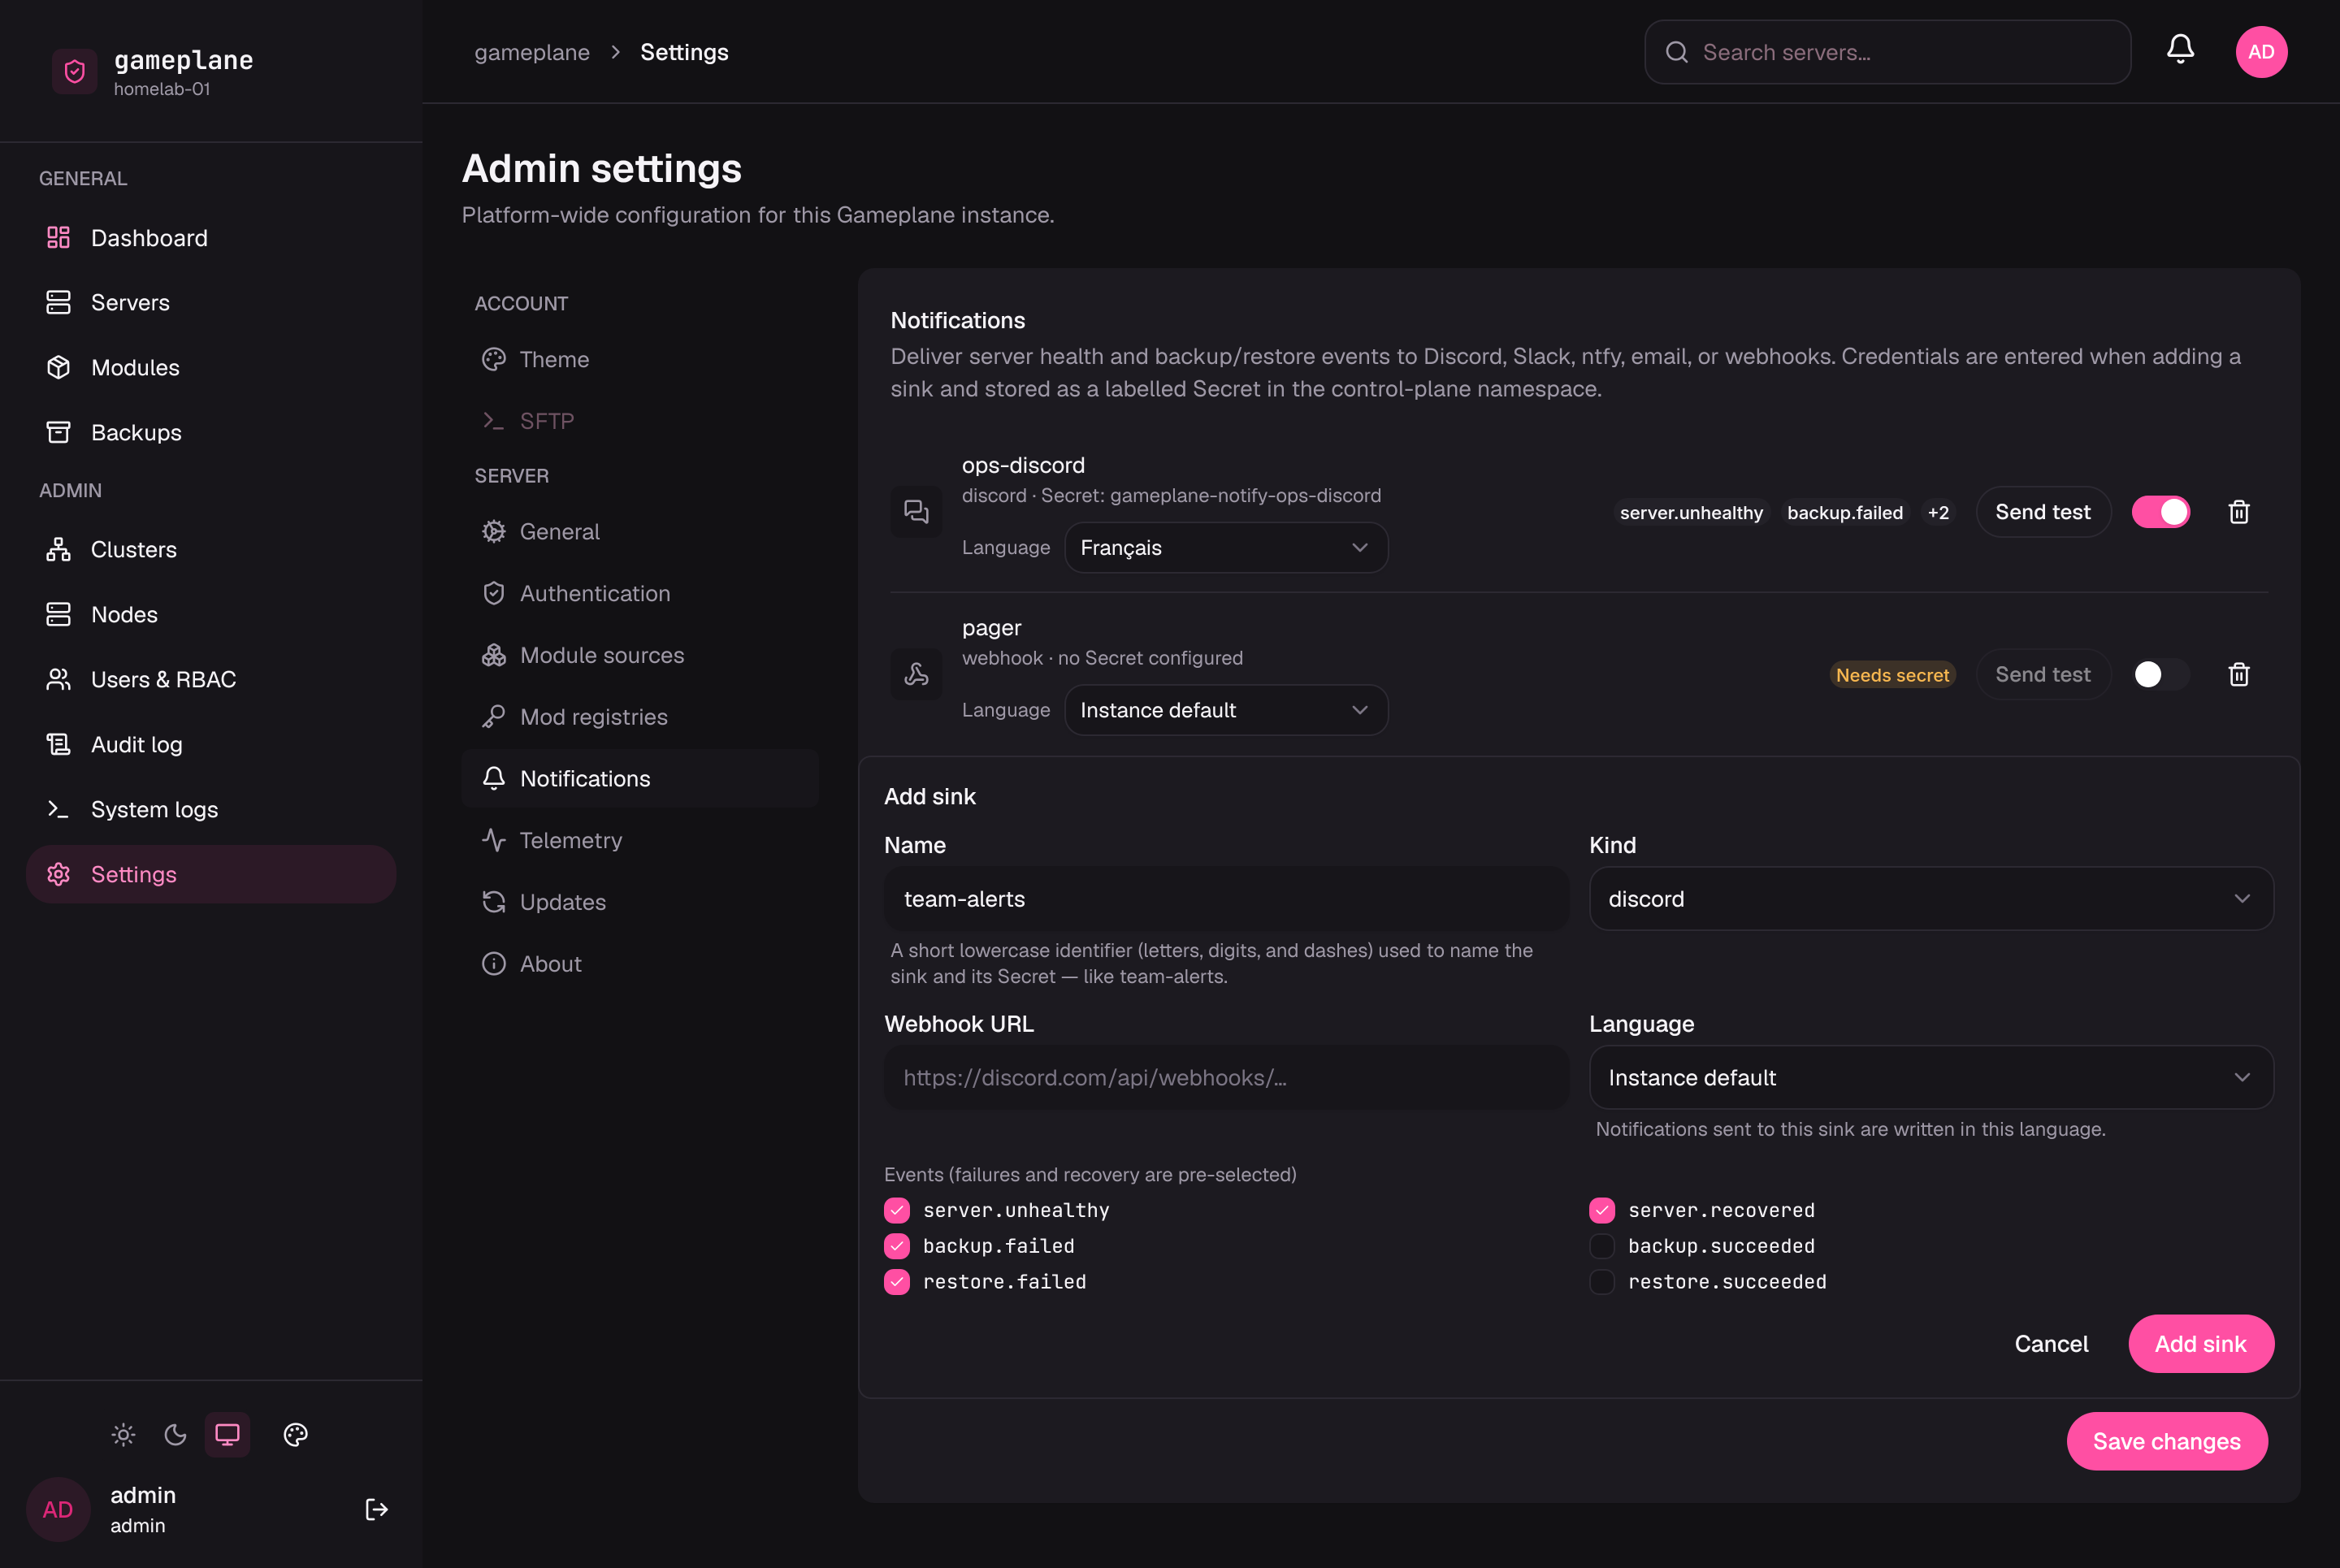 gameplane
homelab-01
GENERAL
Dashboard
Servers
Modules
Backups
ADMIN
Clusters
Nodes
Users & RBAC
Audit log
System logs
Settings
AD
admin
admin
gameplane > Settings
Search servers...
AD
Admin settings
Platform-wide configuration for this Gameplane instance.
ACCOUNT
Theme
SFTP
SERVER
General
Authentication
Module sources
Mod registries
Notifications
Telemetry
Updates
About
Notifications
Deliver server health and backup/restore events to Discord, Slack, ntfy, email, or webhooks. Credentials are entered when adding a
sink and stored as a labelled Secret in the control-plane namespace.
ops-discord
discord · Secret: gameplane-notify-ops-discord
Language Français
server.unhealthy backup.failed +2 Send test
pager
webhook · no Secret configured
Language Instance default
Needs secret Send test
Add sink
Name
team-alerts
A short lowercase identifier (letters, digits, and dashes) used to name the
sink and its Secret — like team-alerts.
Kind
discord
Webhook URL
https://discord.com/api/webhooks/...
Language
Instance default
Notifications sent to this sink are written in this language.
Events (failures and recovery are pre-selected)
server.unhealthy
server.recovered
backup.failed
backup.succeeded
restore.failed
restore.succeeded
Cancel Add sink
Save changes